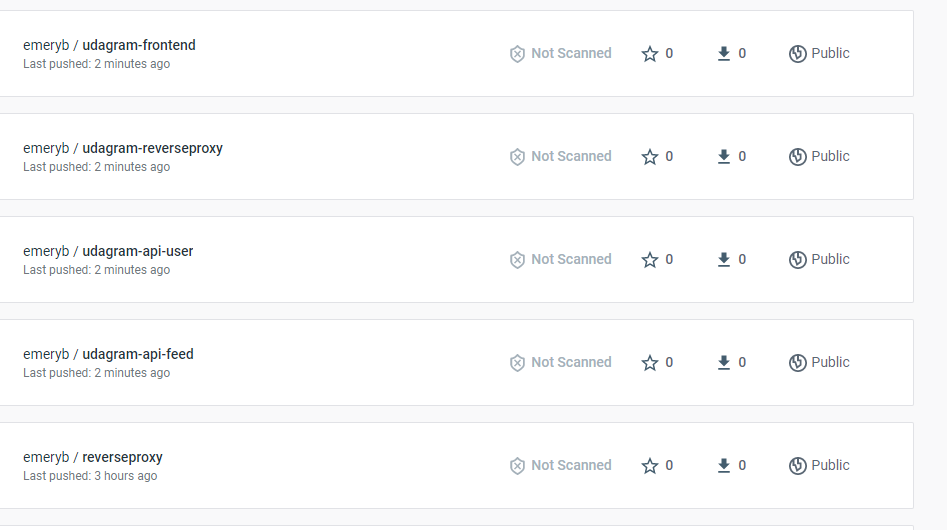 emeryb / udagram-frontend Not Scanned 0 0 Public
Last pushed: 2 minutes ago
emeryb / udagram-reverseproxy Not Scanned 0 0 Public
Last pushed: 2 minutes ago
emeryb / udagram-api-user Not Scanned 0 0 Public
Last pushed: 2 minutes ago
emeryb / udagram-api-feed Not Scanned 0 0 Public
Last pushed: 2 minutes ago
emeryb / reverseproxy Not Scanned 0 0 Public
Last pushed: 3 hours ago